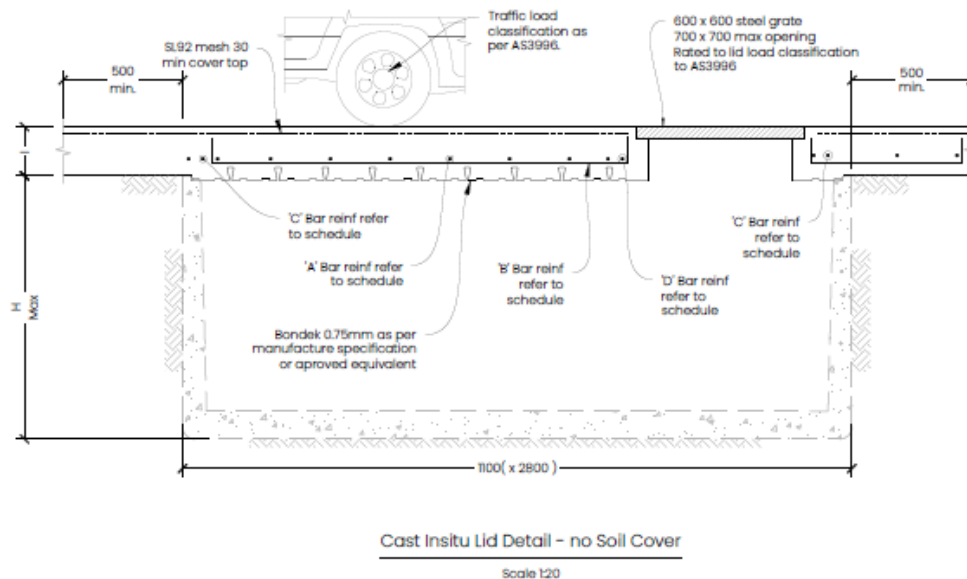 Traffic load
classification as
per AS3996.
600 x 600 steel grate
700 x 700 max opening
Rated to lid load classification
to AS3996
SL92 mesh 30
min cover top
500
min.
500
min.
I
H
Max
'C' Bar reinf refer
to schedule
'A' Bar reinf refer
to schedule
'B' Bar reinf
refer to
schedule
'D' Bar reinf
refer to
schedule
'C' Bar reinf
refer to
schedule
Bondek 0.75mm as per
manufacture specification
or aproved equivalent
1100( x 2800 )
Cast Insitu Lid Detail - no Soil Cover
Scale 1:20